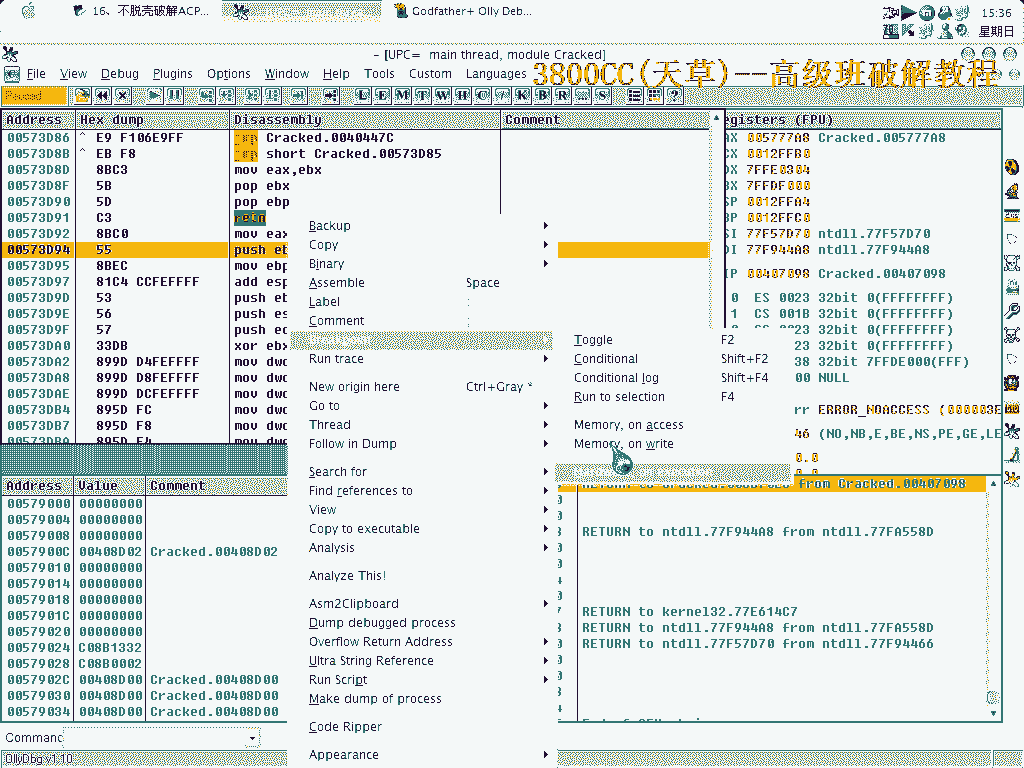 16、不脱壳破解ACP...
Godfather+ Olly Deb...
15:36
星期日
- [UPC= main thread, module Cracked]
File View Debug Plugins Options Window Help Tools Custom Languages
3800CC(天草)--高级班破解教程
Paused
L E M T W H C / K B R ... S
Address Hex dump Disassembly Comment
00573D86 ^ E9 F106E9FF jmp Cracked.0040447C
00573D8B ^ EB F8 jmp short Cracked.00573D85
00573D8D 8BC3 mov eax,ebx
00573D8F 5B pop ebx
00573D90 5D pop ebp
00573D91 C3 retn
00573D92 8BC0 mov eax
00573D94 55 push eb
00573D95 8BEC mov ebp
00573D97 81C4 CCFEFFFF add esp
00573D9D 53 push eb
00573D9E 56 push es
00573D9F 57 push ed
00573DA0 33DB xor ebx
00573DA2 899D D4FEFFFF mov dwo
00573DA8 899D D8FEFFFF mov dwo
00573DAE 899D DCFEFFFF mov dwo
00573DB4 895D FC mov dwo
00573DB7 895D F8 mov dwo
00573DBA 895D F4 mov dwo
egisters (FPU)
AX 005777A8 Cracked.005777A8
CX 0012FFB0
DX 7FFE0304
BX 7FFDF000
SP 0012FFA4
BP 0012FFC0
SI 77F57D70 ntdll.77F57D70
DI 77F944A8 ntdll.77F944A8
IP 00407098 Cracked.00407098
0 ES 0023 32bit 0(FFFFFFFF)
1 CS 001B 32bit 0(FFFFFFFF)
0 SS 0023 32bit 0(FFFFFFFF)
23 32bit 0(FFFFFFFF)
38 32bit 7FFDE000(FFF)
00 NULL
rr ERROR_NOACCESS (000003E
46 (NO,NB,E,BE,NS,PE,GE,LE
0.0
0.0
Backup
Copy
Binary
Assemble Space
Label :
Comment ;
Run trace
New origin here Ctrl+Gray *
Go to
Thread
Follow in Dump
Search for
Find references to
View
Copy to executable
Analysis
Analyze This!
Asm2Clipboard
Dump debugged process
Overflow Return Address
Ultra String Reference
Run Script
Make dump of process
Code Ripper
Appearance
Toggle F2
Conditional Shift+F2
Conditional log Shift+F4
Run to selection F4
Memory, on access
Memory, on write
Address Value Comment
00579000 00000000
00579004 00000000
00579008 00000000
0057900C 00408D02 Cracked.00408D02
00579010 00000000
00579014 00000000
00579018 00000000
0057901C 00000000
00579020 00000000
00579024 C08B1332
00579028 C08B0002
0057902C 00408D00 Cracked.00408D00
00579030 00408D00 Cracked.00408D00
00579034 00408D00 Cracked.00408D00
from Cracked.00407098
RETURN to ntdll.77F944A8 from ntdll.77FA558D
RETURN to kernel32.77E614C7
RETURN to ntdll.77F944A8 from ntdll.77FA558D
RETURN to ntdll.77F57D70 from ntdll.77F94466
Command
OllyDbg v1.10